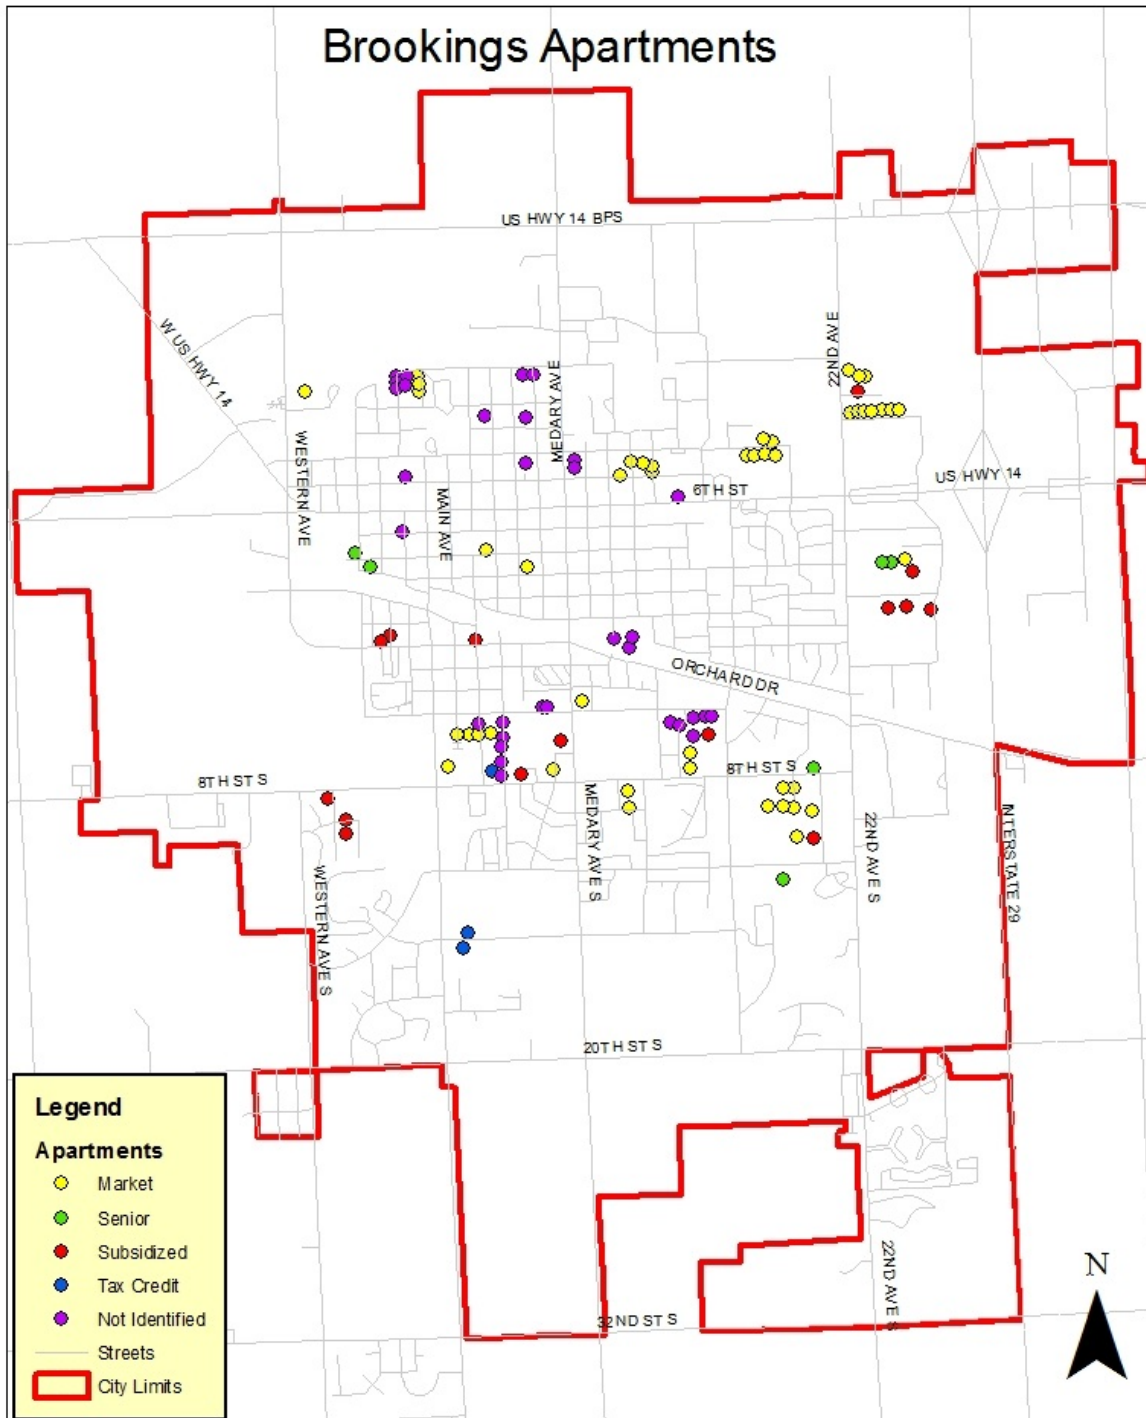 Brookings Apartments
US HWY 14 BPS
W US HWY 14
22ND AVE
MEDARY AVE
WESTERN AVE
MAIN AVE
6TH ST
US HWY 14
ORCHARD DR
8TH ST S
8TH ST S
MEDARY AVE S
22ND AVE S
INTERSTATE 29
WESTERN AVE S
20TH ST S
22ND AVE S
32ND ST S
N
Legend
Apartments
Market
Senior
Subsidized
Tax Credit
Not Identified
Streets
City Limits